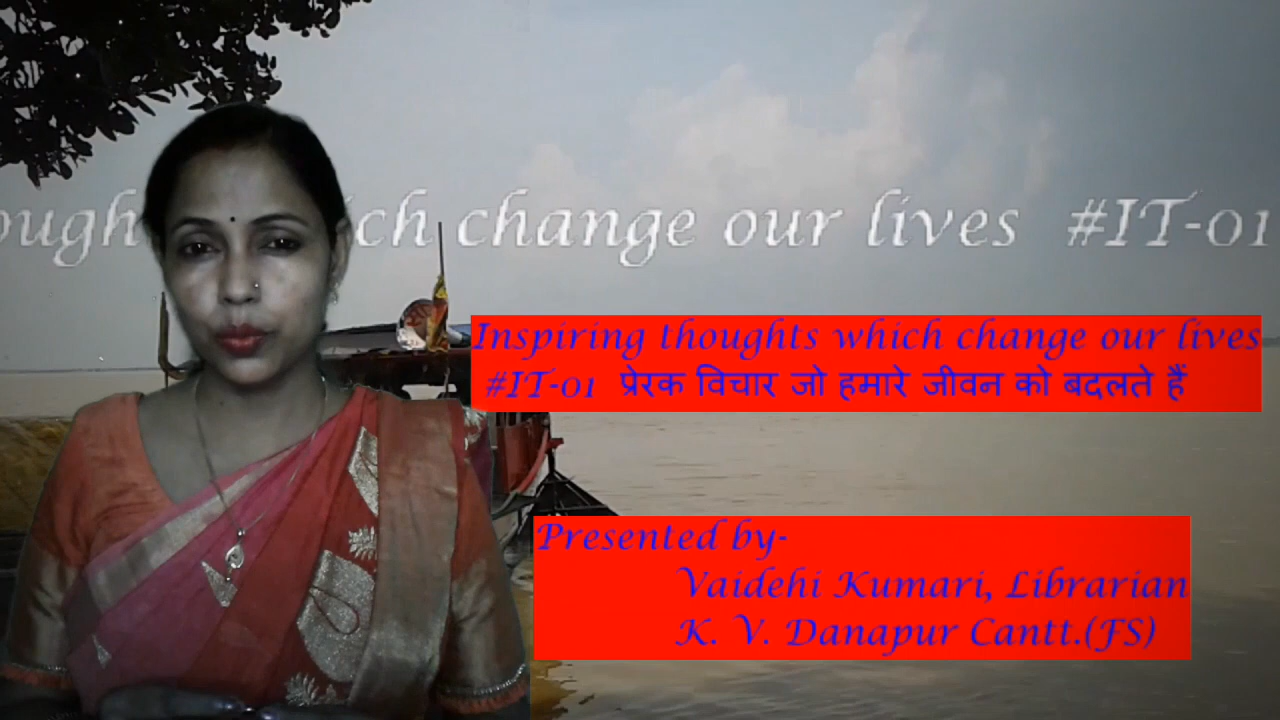 ch change our lives #IT-01
Inspiring thoughts which change our lives
#IT-01 प्रेरक विचार जो हमारे जीवन को बदलते हैं
Presented by-
Vaidehi Kumari, Librarian
K. V. Danapur Cantt.(FS)